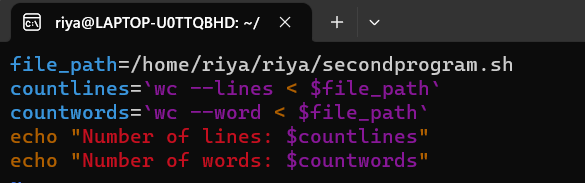 riya@LAPTOP-U0TTQBHD: ~/
file_path=/home/riya/riya/secondprogram.sh
countlines=`wc --lines < $file_path`
countwords=`wc --word < $file_path`
echo "Number of lines: $countlines"
echo "Number of words: $countwords"
~